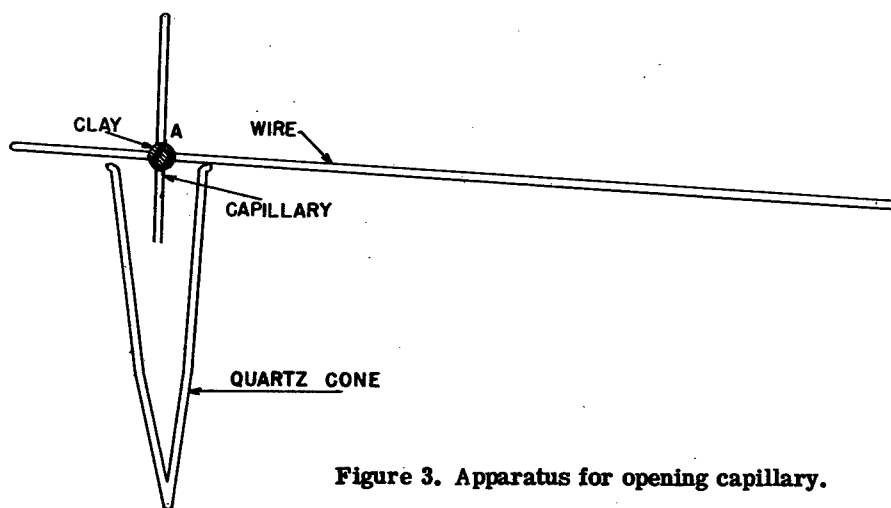 CLAY
A
WIRE
CAPILLARY
QUARTZ CONE
Figure 3. Apparatus for opening capillary.